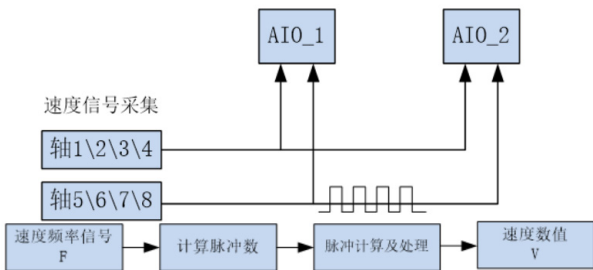 AIO_1
AIO_2
速度信号采集
轴1\2\3\4
轴5\6\7\8
速度频率信号
F
计算脉冲数
脉冲计算及处理
速度数值
V